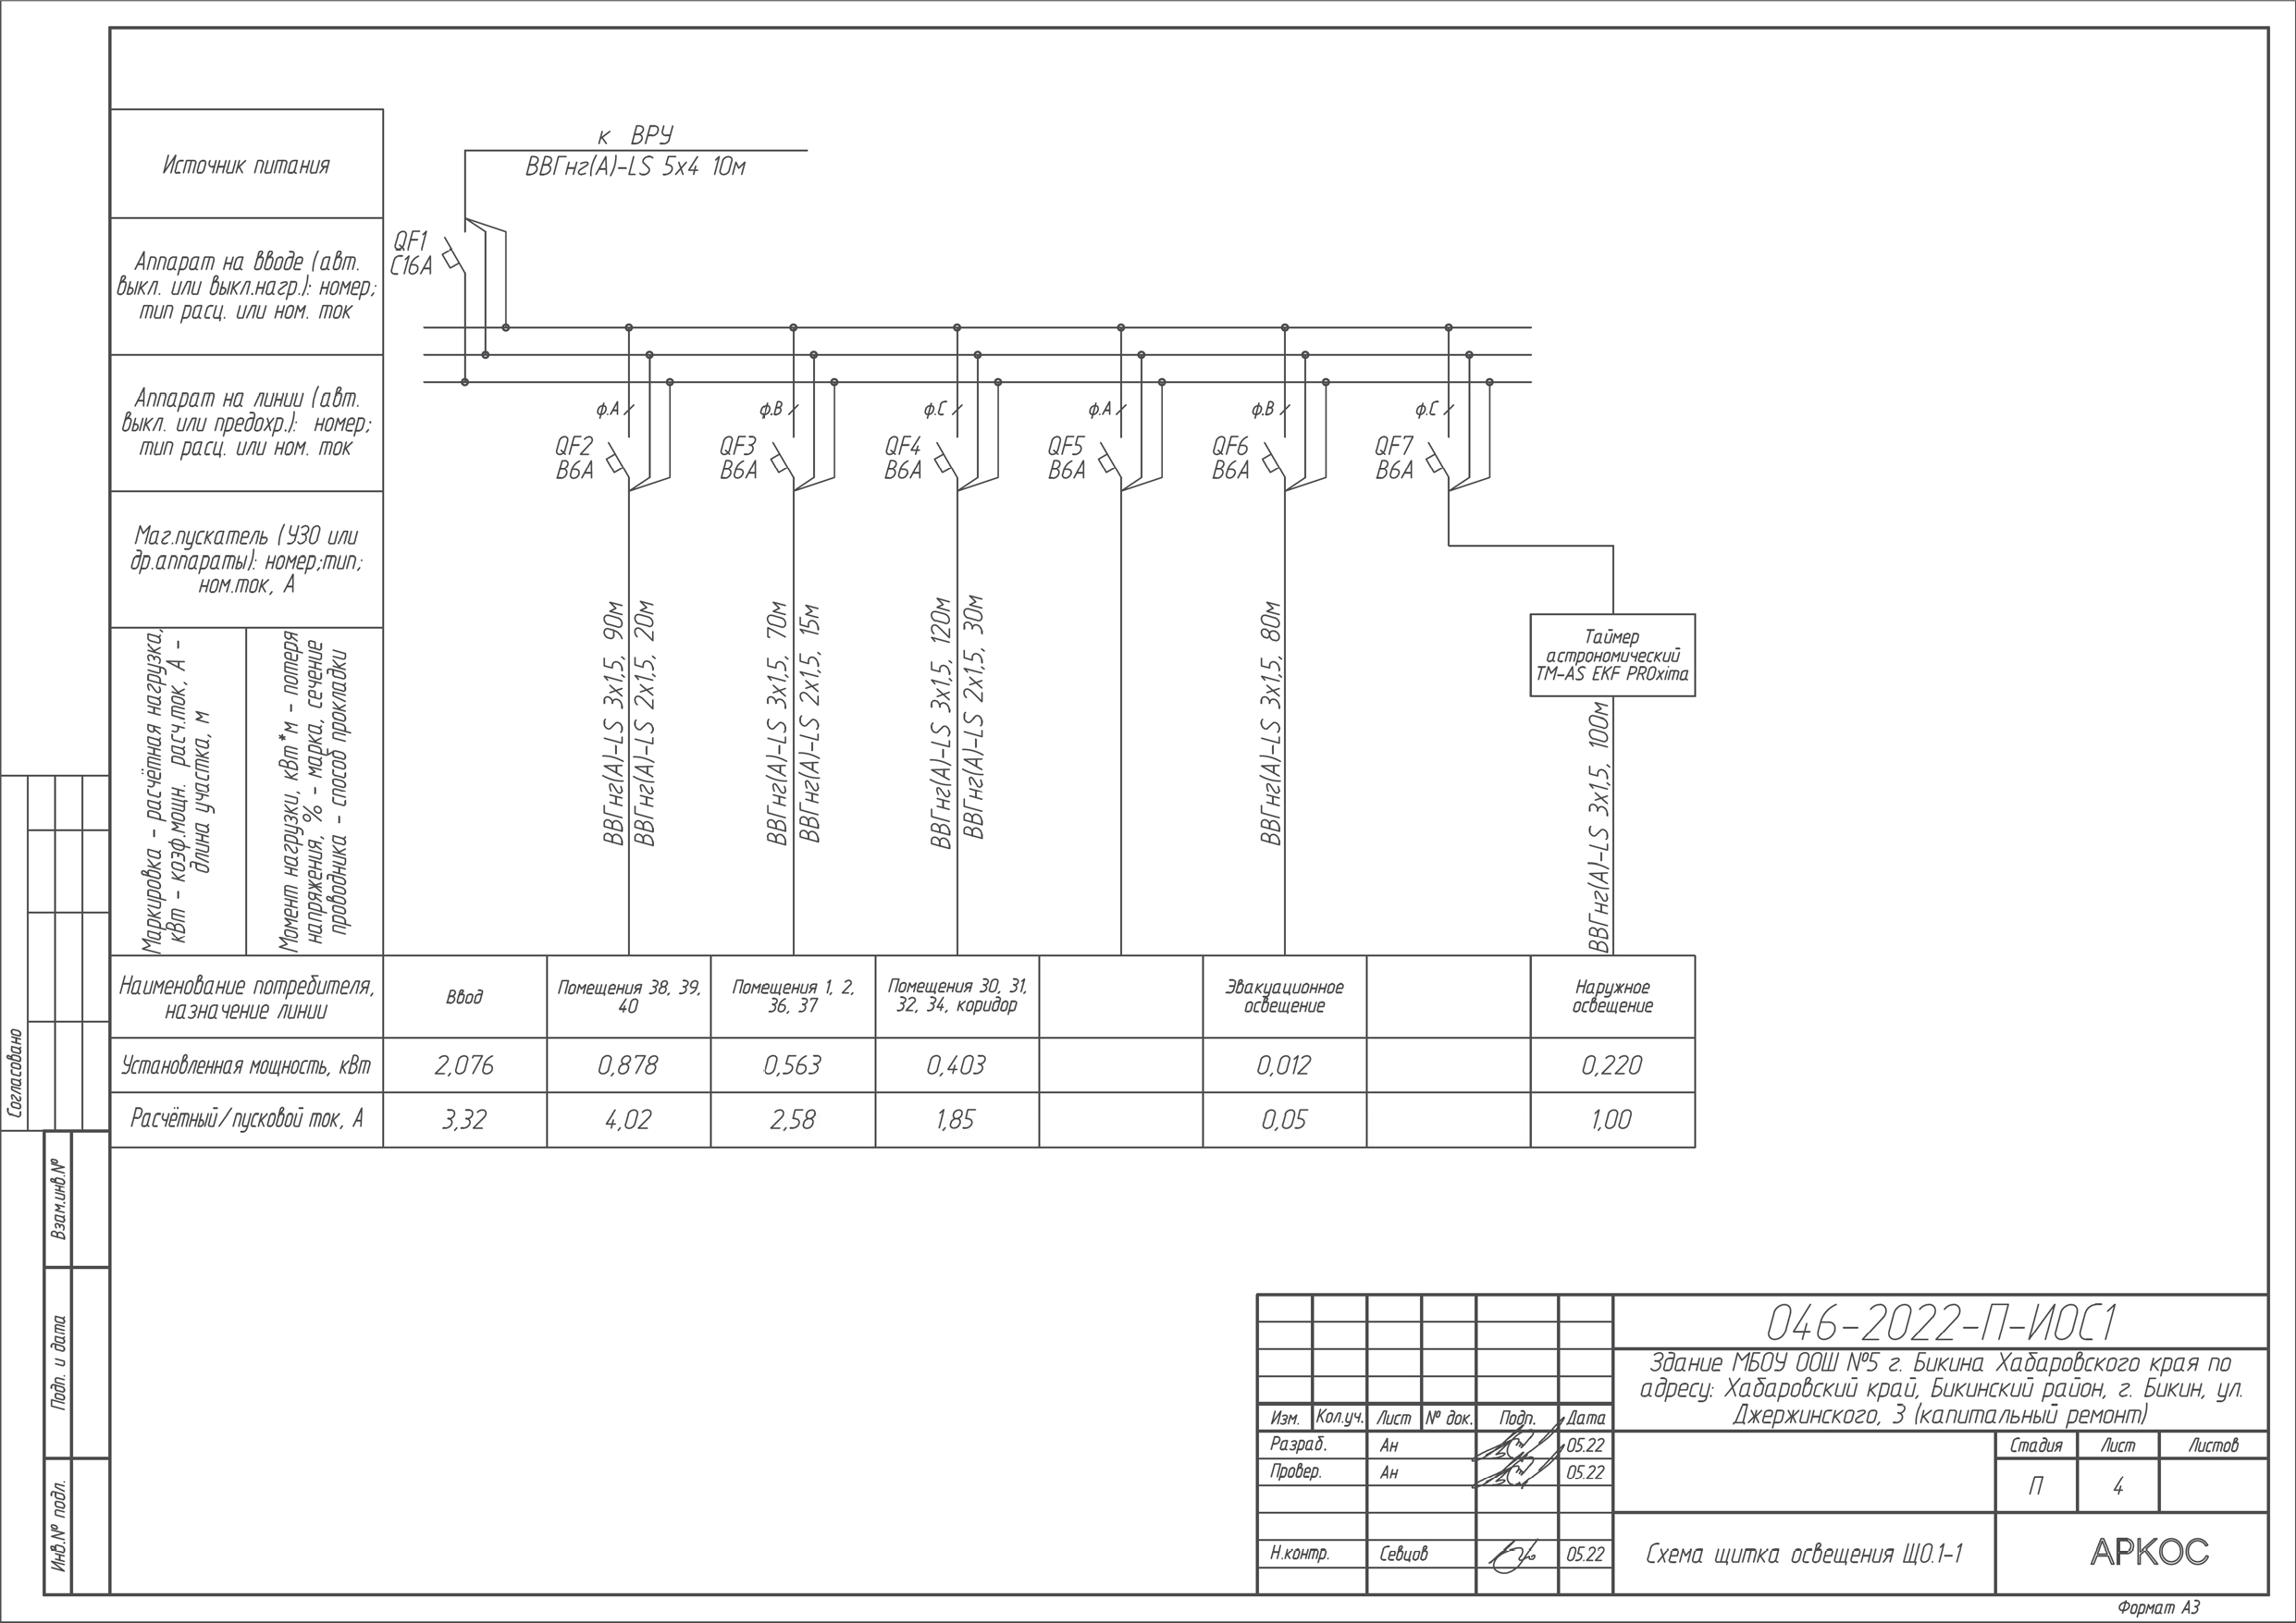 Источник питания
к ВРУ
ВВГнг(А)-LS 5х4 10м
Аппарат на вводе (авт.
выкл. или выкл.нагр.): номер;
тип расц. или ном. ток
QF1
С16А
Аппарат на линии (авт.
выкл. или предохр.): номер;
тип расц. или ном. ток
ф.А
QF2
В6А
ф.В
QF3
В6А
ф.С
QF4
В6А
ф.А
QF5
В6А
ф.В
QF6
В6А
ф.С
QF7
В6А
Маг.пускатель (УЗО или
др.аппараты): номер;тип;
ном.ток, А
Маркировка - расчётная нагрузка,
кВт - коэф.мощн. расч.ток, А -
длина участка, м
Момент нагрузки, кВт*м - потеря
напряжения, % - марка, сечение
проводника - способ прокладки
ВВГнг(А)-LS 3х1,5, 90м
ВВГнг(А)-LS 2х1,5, 20м
ВВГнг(А)-LS 3х1,5, 70м
ВВГнг(А)-LS 2х1,5, 15м
ВВГнг(А)-LS 3х1,5, 120м
ВВГнг(А)-LS 2х1,5, 30м
ВВГнг(А)-LS 3х1,5, 80м
Таймер
астрономический
ТМ-AS EKF PROxima
ВВГнг(А)-LS 3х1,5, 100м
Наименование потребителя,
назначение линии
Ввод
Помещения 38, 39,
40
Помещения 1, 2,
36, 37
Помещения 30, 31,
32, 34, коридор
Эвакуационное
освещение
Наружное
освещение
Установленная мощность, кВт
2,076
0,878
0,563
0,403
0,012
0,220
Расчётный/пусковой ток, А
3,32
4,02
2,58
1,85
0,05
1,00
Согласовано
Взам.инв.№
Подп. и дата
Инв.№ подл.
046-2022-П-ИОС1
Здание МБОУ ООШ №5 г. Бикина Хабаровского края по
адресу: Хабаровский край, Бикинский район, г. Бикин, ул.
Джержинского, 3 (капитальный ремонт)
Изм.
Кол.уч.
Лист
№ док.
Подп.
Дата
Разраб.
Ан
05.22
Провер.
Ан
05.22
Н.контр.
Севцов
05.22
Стадия
Лист
Листов
П
4
Схема щитка освещения ЩО.1-1
АРКОС
Формат А3